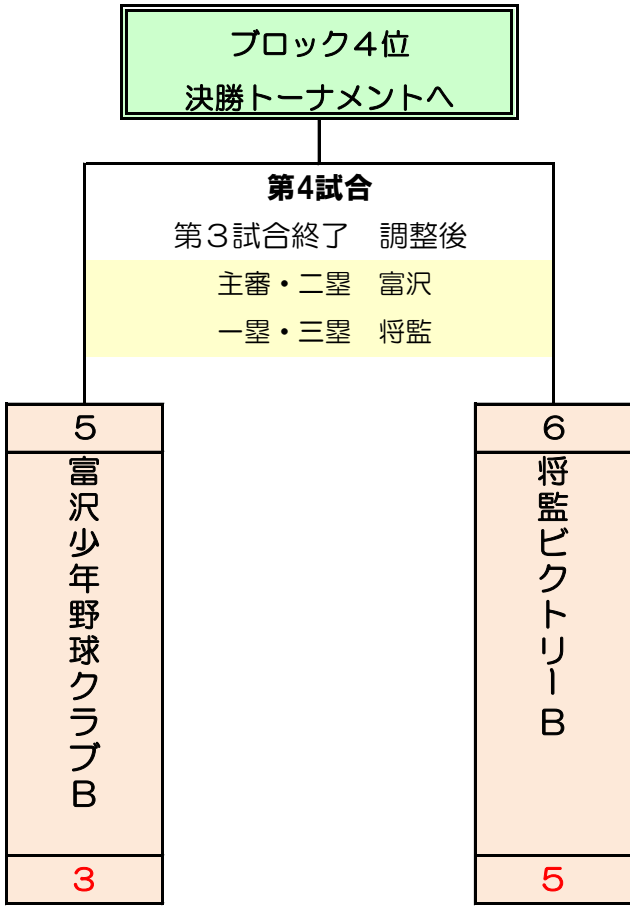 ブロック４位
決勝トーナメントへ
第4試合
第３試合終了　調整後
主審・二塁　富沢
一塁・三塁　将監
５
富沢少年野球クラブＢ
３
６
将監ビクトリーＢ
５